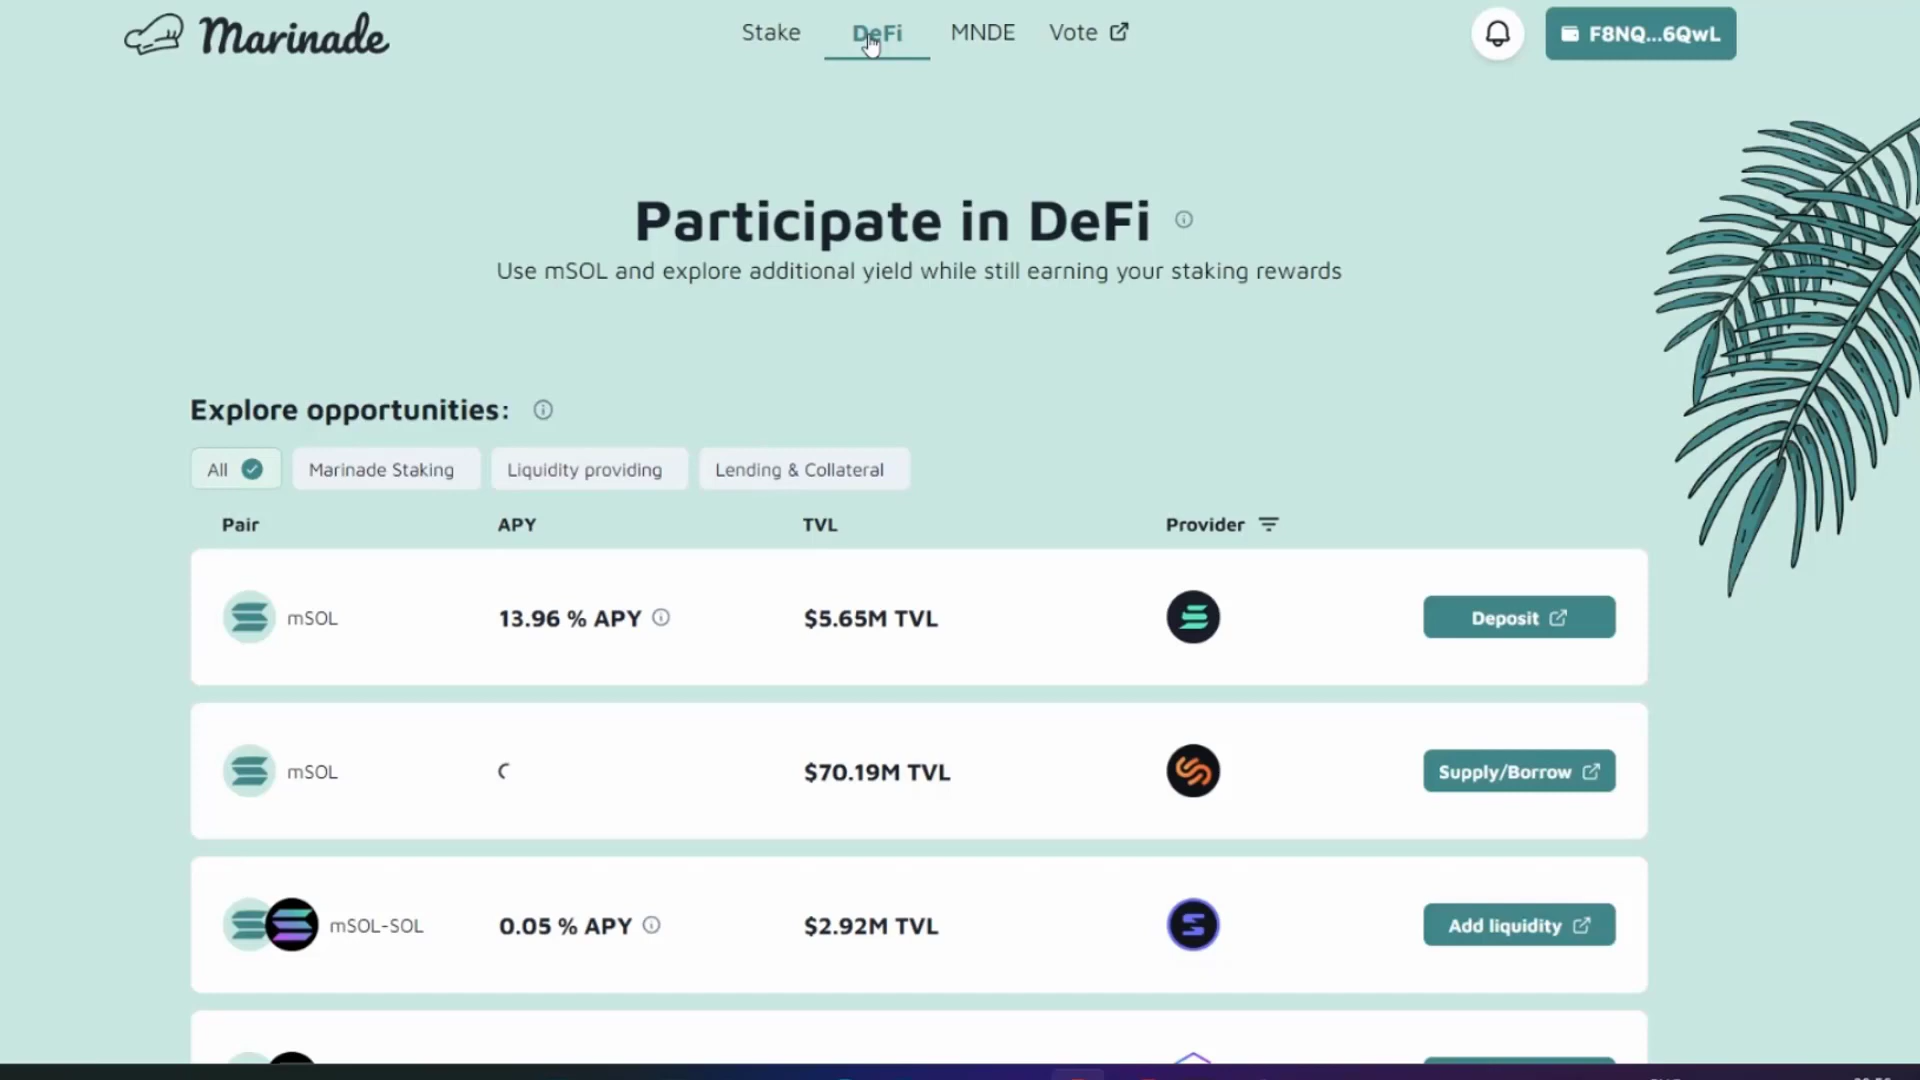 Marinade
Stake
DeFi
MNDE
Vote
F8NQ...6QwL
Participate in DeFi
Use mSOL and explore additional yield while still earning your staking rewards
Explore opportunities:
All
Marinade Staking
Liquidity providing
Lending & Collateral
Pair
APY
TVL
Provider
mSOL
13.96 % APY
$5.65M TVL
Deposit
mSOL
$70.19M TVL
Supply/Borrow
mSOL-SOL
0.05 % APY
$2.92M TVL
Add liquidity